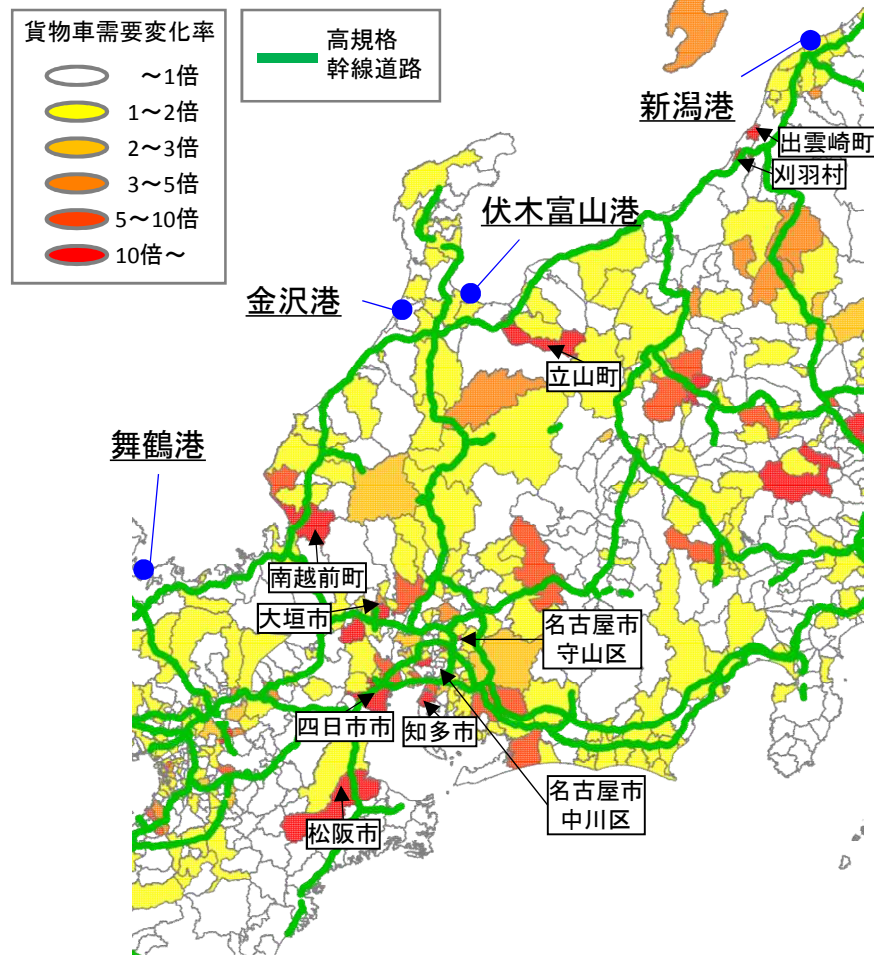 貨物車需要変化率
～1倍
1～2倍
2～3倍
3～5倍
5～10倍
10倍～
高規格
幹線道路
新潟港
出雲崎町
刈羽村
伏木富山港
金沢港
立山町
舞鶴港
南越前町
大垣市
名古屋市
守山区
四日市市
知多市
名古屋市
中川区
松阪市